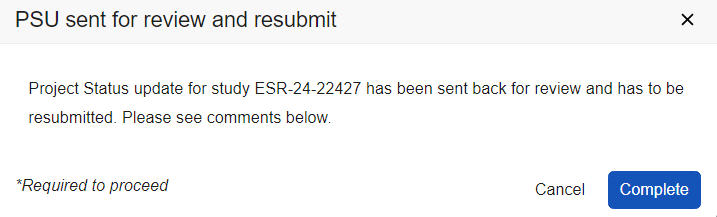 PSU sent for review and resubmit
Project Status update for study ESR-24-22427 has been sent back for review and has to be
resubmitted. Please see comments below.
*Required to proceed
Cancel
Complete